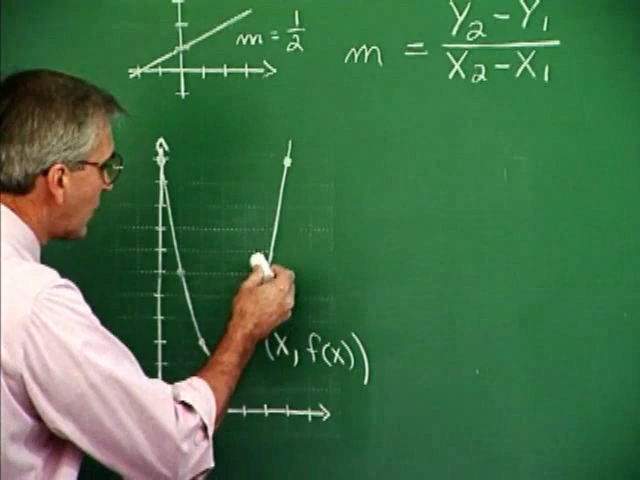 m = 1/2
m = Y₂ - Y₁ / X₂ - X₁
(X, f(x))